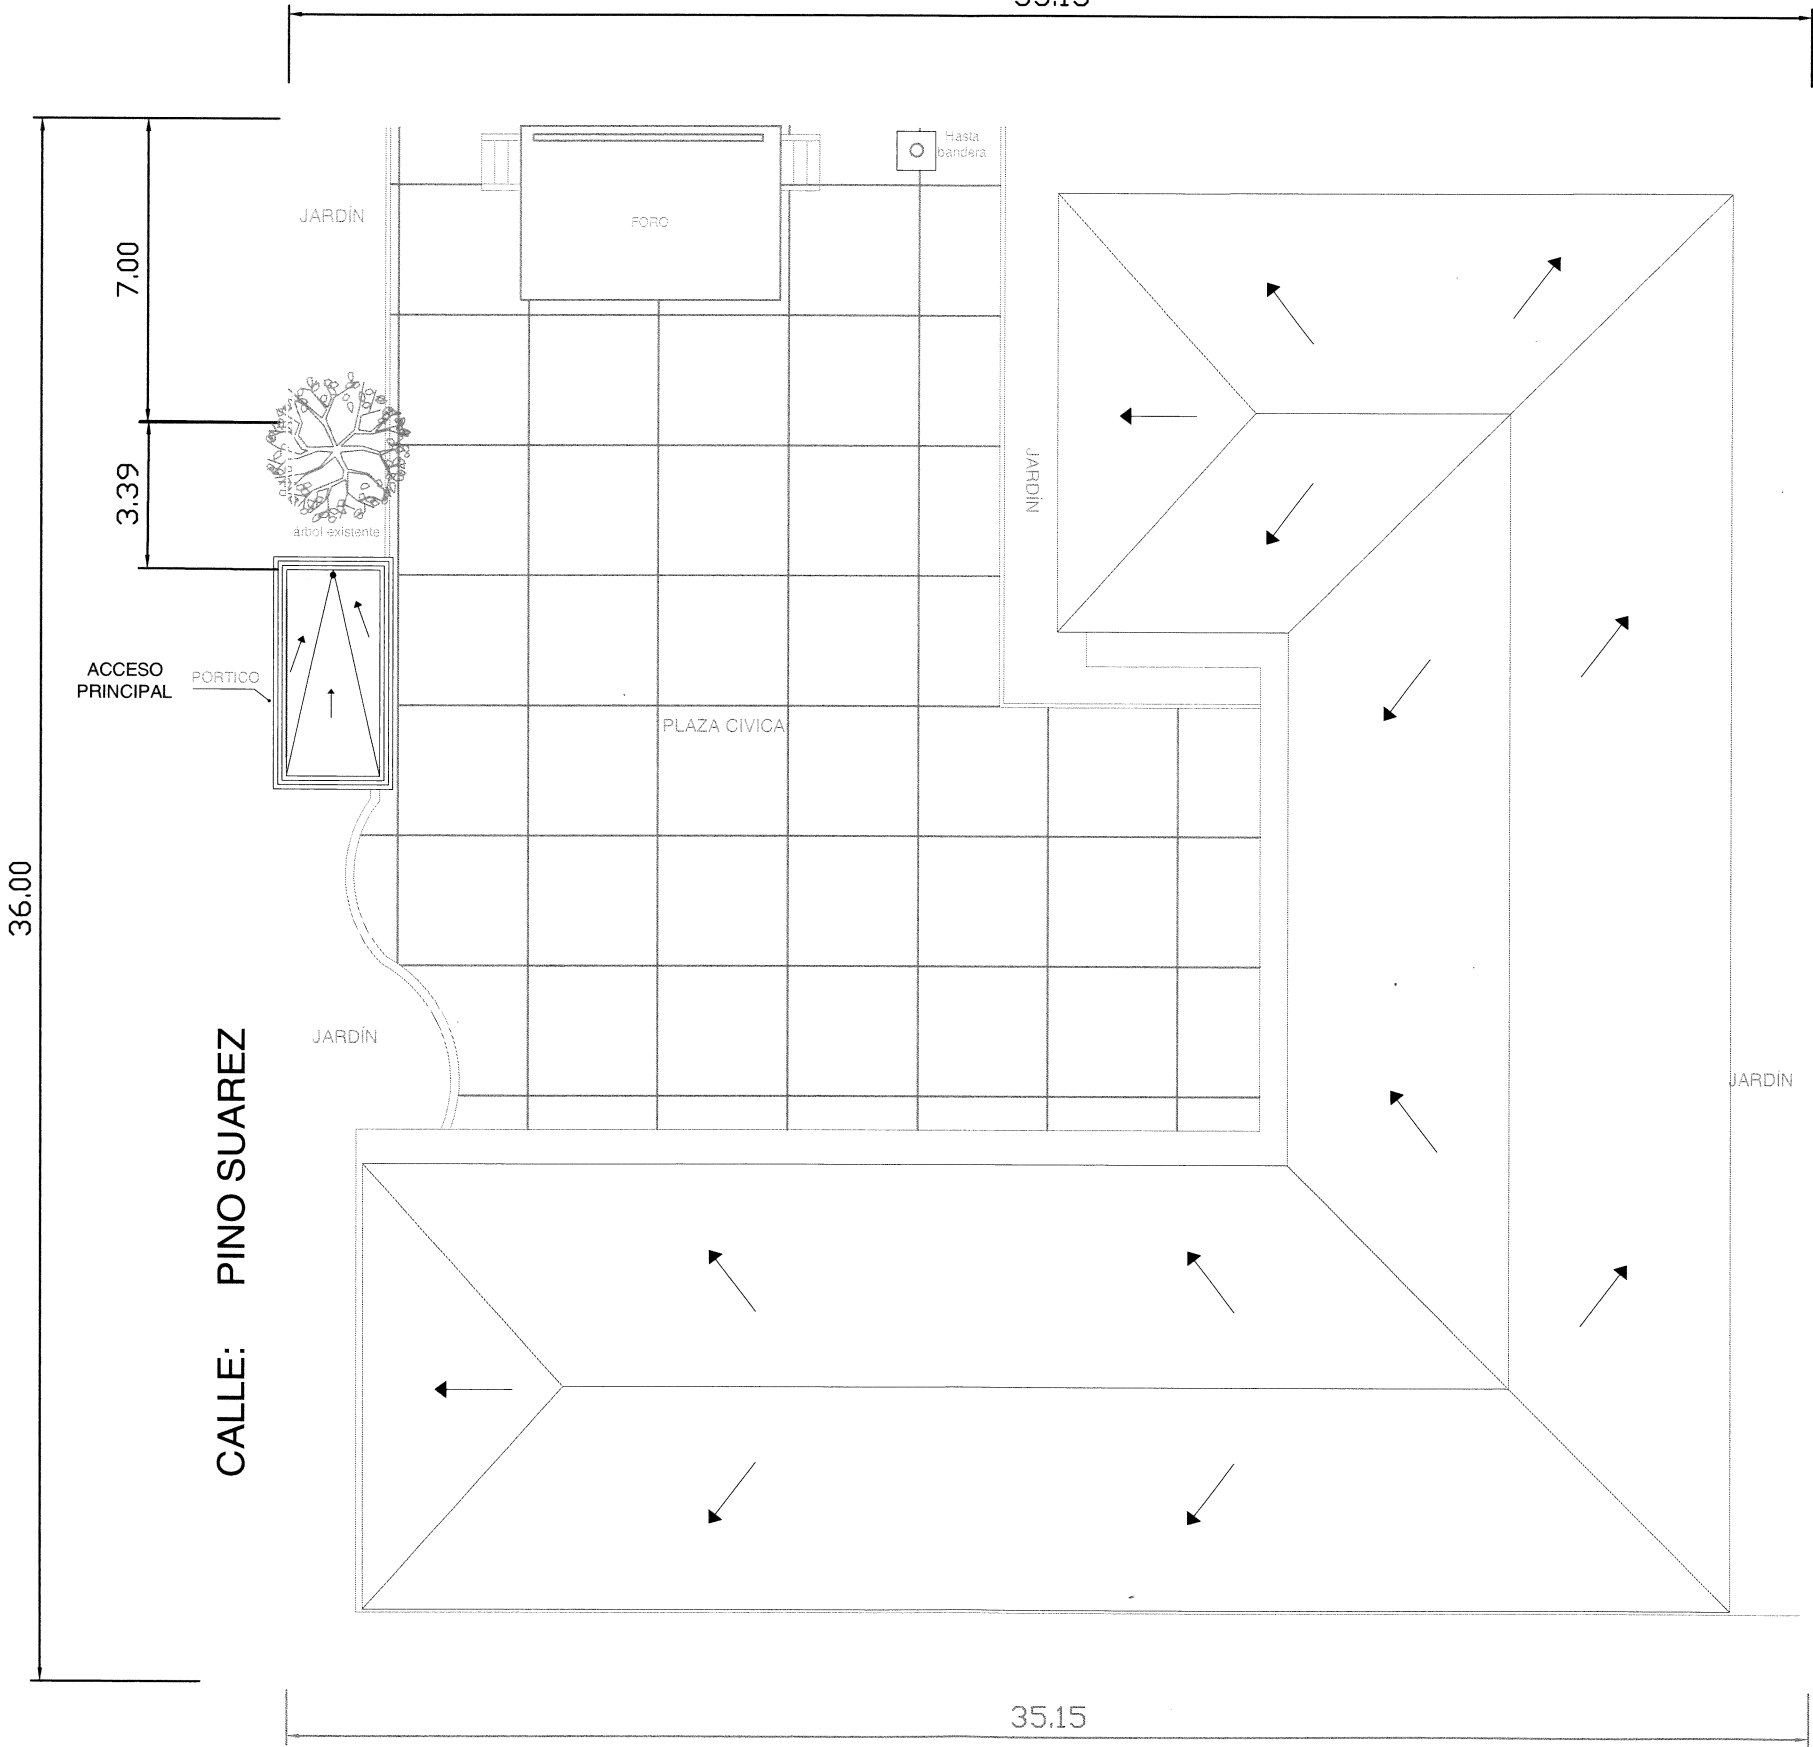 Hasta
bandera
JARDÍN
FORO
7.00
3.39
JARDÍN
árbol existente
ACCESO
PRINCIPAL
PORTICO
PLAZA CIVICA
36.00
JARDÍN
JARDÍN
CALLE: PINO SUAREZ
35.15